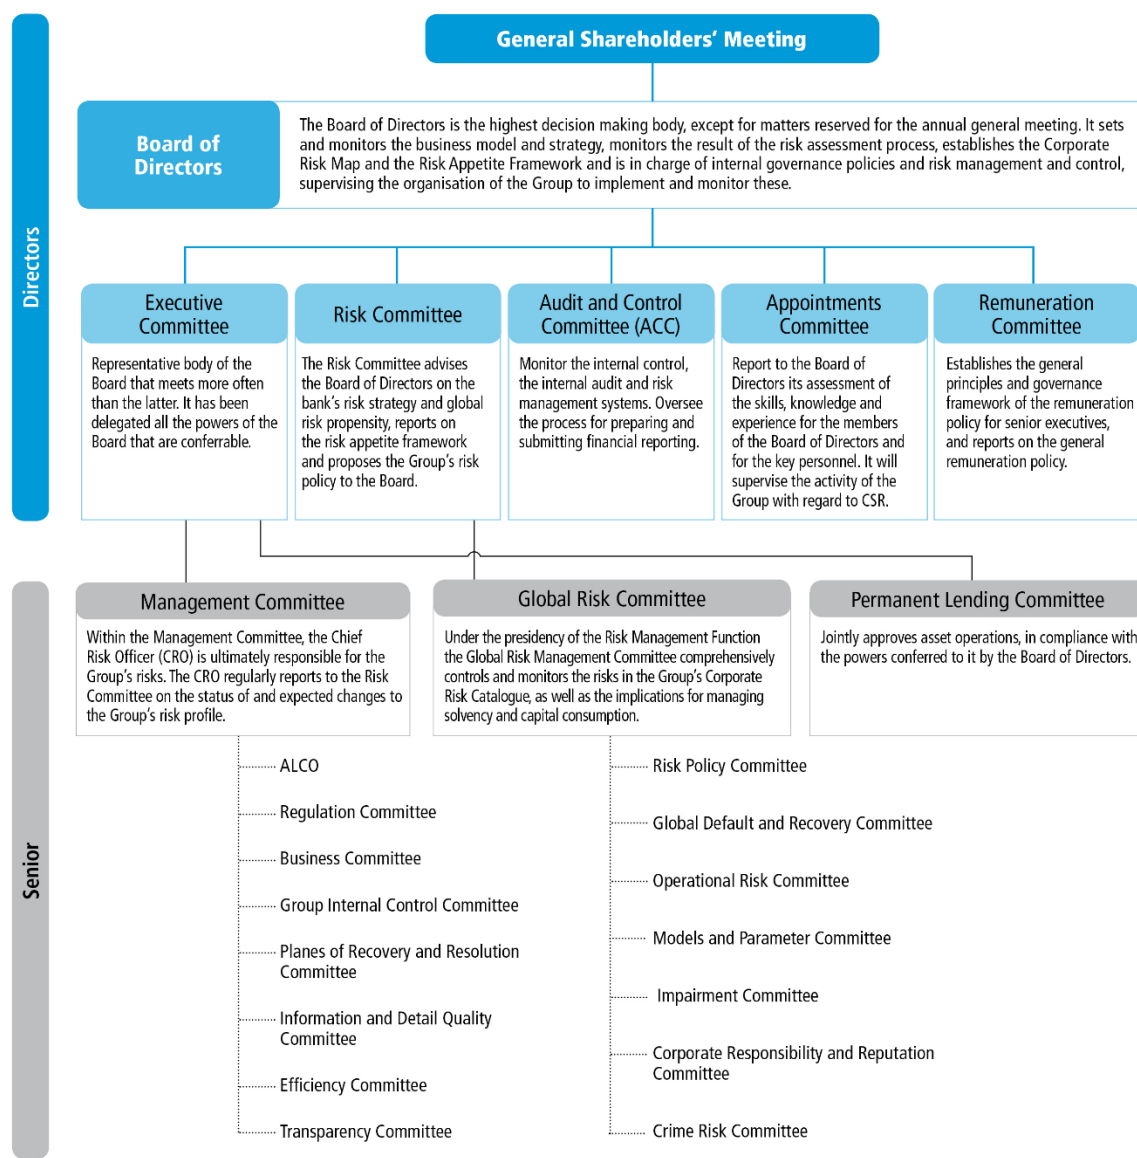 General Shareholders' Meeting
Directors
Board of
Directors
The Board of Directors is the highest decision making body, except for matters reserved for the annual general meeting. It sets
and monitors the business model and strategy, monitors the result of the risk assessment process, establishes the Corporate
Risk Map and the Risk Appetite Framework and is in charge of internal governance policies and risk management and control,
supervising the organisation of the Group to implement and monitor these.
Executive
Committee
Representative body of the
Board that meets more often
than the latter. It has been
delegated all the powers of the
Board that are conferrable.
Risk Committee
The Risk Committee advises
the Board of Directors on the
bank's risk strategy and global
risk propensity, reports on
the risk appetite framework
and proposes the Group's risk
policy to the Board.
Audit and Control
Committee (ACC)
Monitor the internal control,
the internal audit and risk
management systems. Oversee
the process for preparing and
submitting financial reporting.
Appointments
Committee
Report to the Board of
Directors its assessment of
the skills, knowledge and
experience for the members
of the Board of Directors and
for the key personnel. It will
supervise the activity of the
Group with regard to CSR.
Remuneration
Committee
Establishes the general
principles and governance
framework of the remuneration
policy for senior executives,
and reports on the general
remuneration policy.
Senior
Management Committee
Within the Management Committee, the Chief
Risk Officer (CRO) is ultimately responsible for the
Group's risks. The CRO regularly reports to the Risk
Committee on the status of and expected changes to
the Group's risk profile.
ALCO
Regulation Committee
Business Committee
Group Internal Control Committee
Planes of Recovery and Resolution
Committee
Information and Detail Quality
Committee
Efficiency Committee
Transparency Committee
Global Risk Committee
Under the presidency of the Risk Management Function
the Global Risk Management Committee comprehensively
controls and monitors the risks in the Group's Corporate
Risk Catalogue, as well as the implications for managing
solvency and capital consumption.
Risk Policy Committee
Global Default and Recovery Committee
Operational Risk Committee
Models and Parameter Committee
Impairment Committee
Corporate Responsibility and Reputation
Committee
Crime Risk Committee
Permanent Lending Committee
Jointly approves asset operations, in compliance with
the powers conferred to it by the Board of Directors.